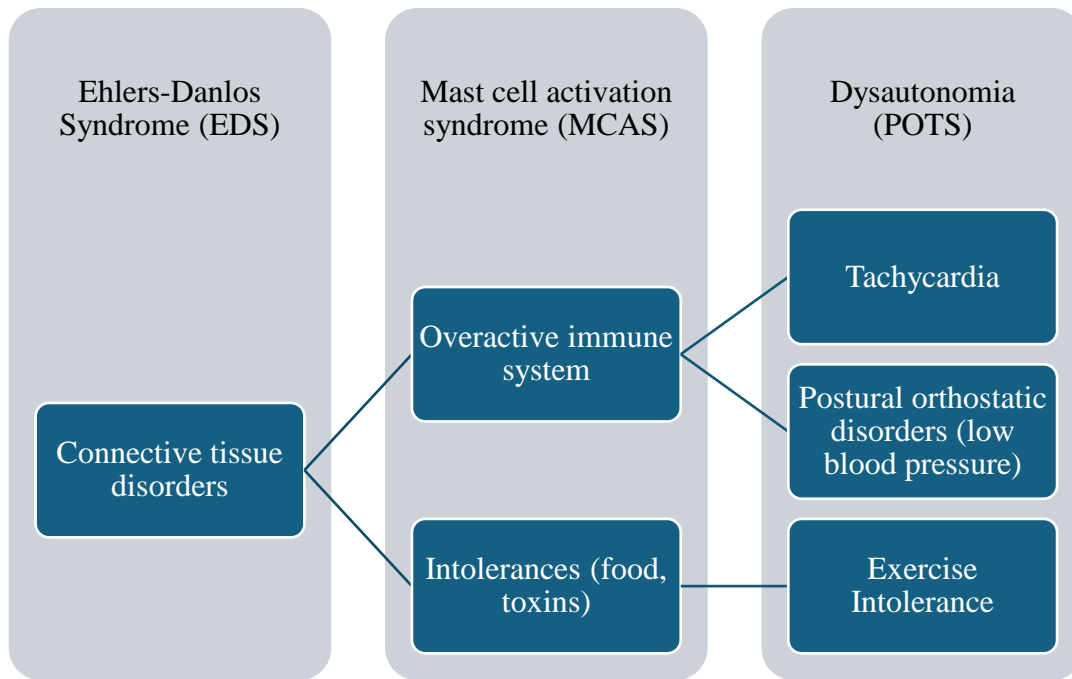 Ehlers-Danlos
Syndrome (EDS)
Mast cell activation
syndrome (MCAS)
Dysautonomia
(POTS)
Connective tissue
disorders
Overactive immune
system
Intolerances (food,
toxins)
Tachycardia
Postural orthostatic
disorders (low
blood pressure)
Exercise
Intolerance